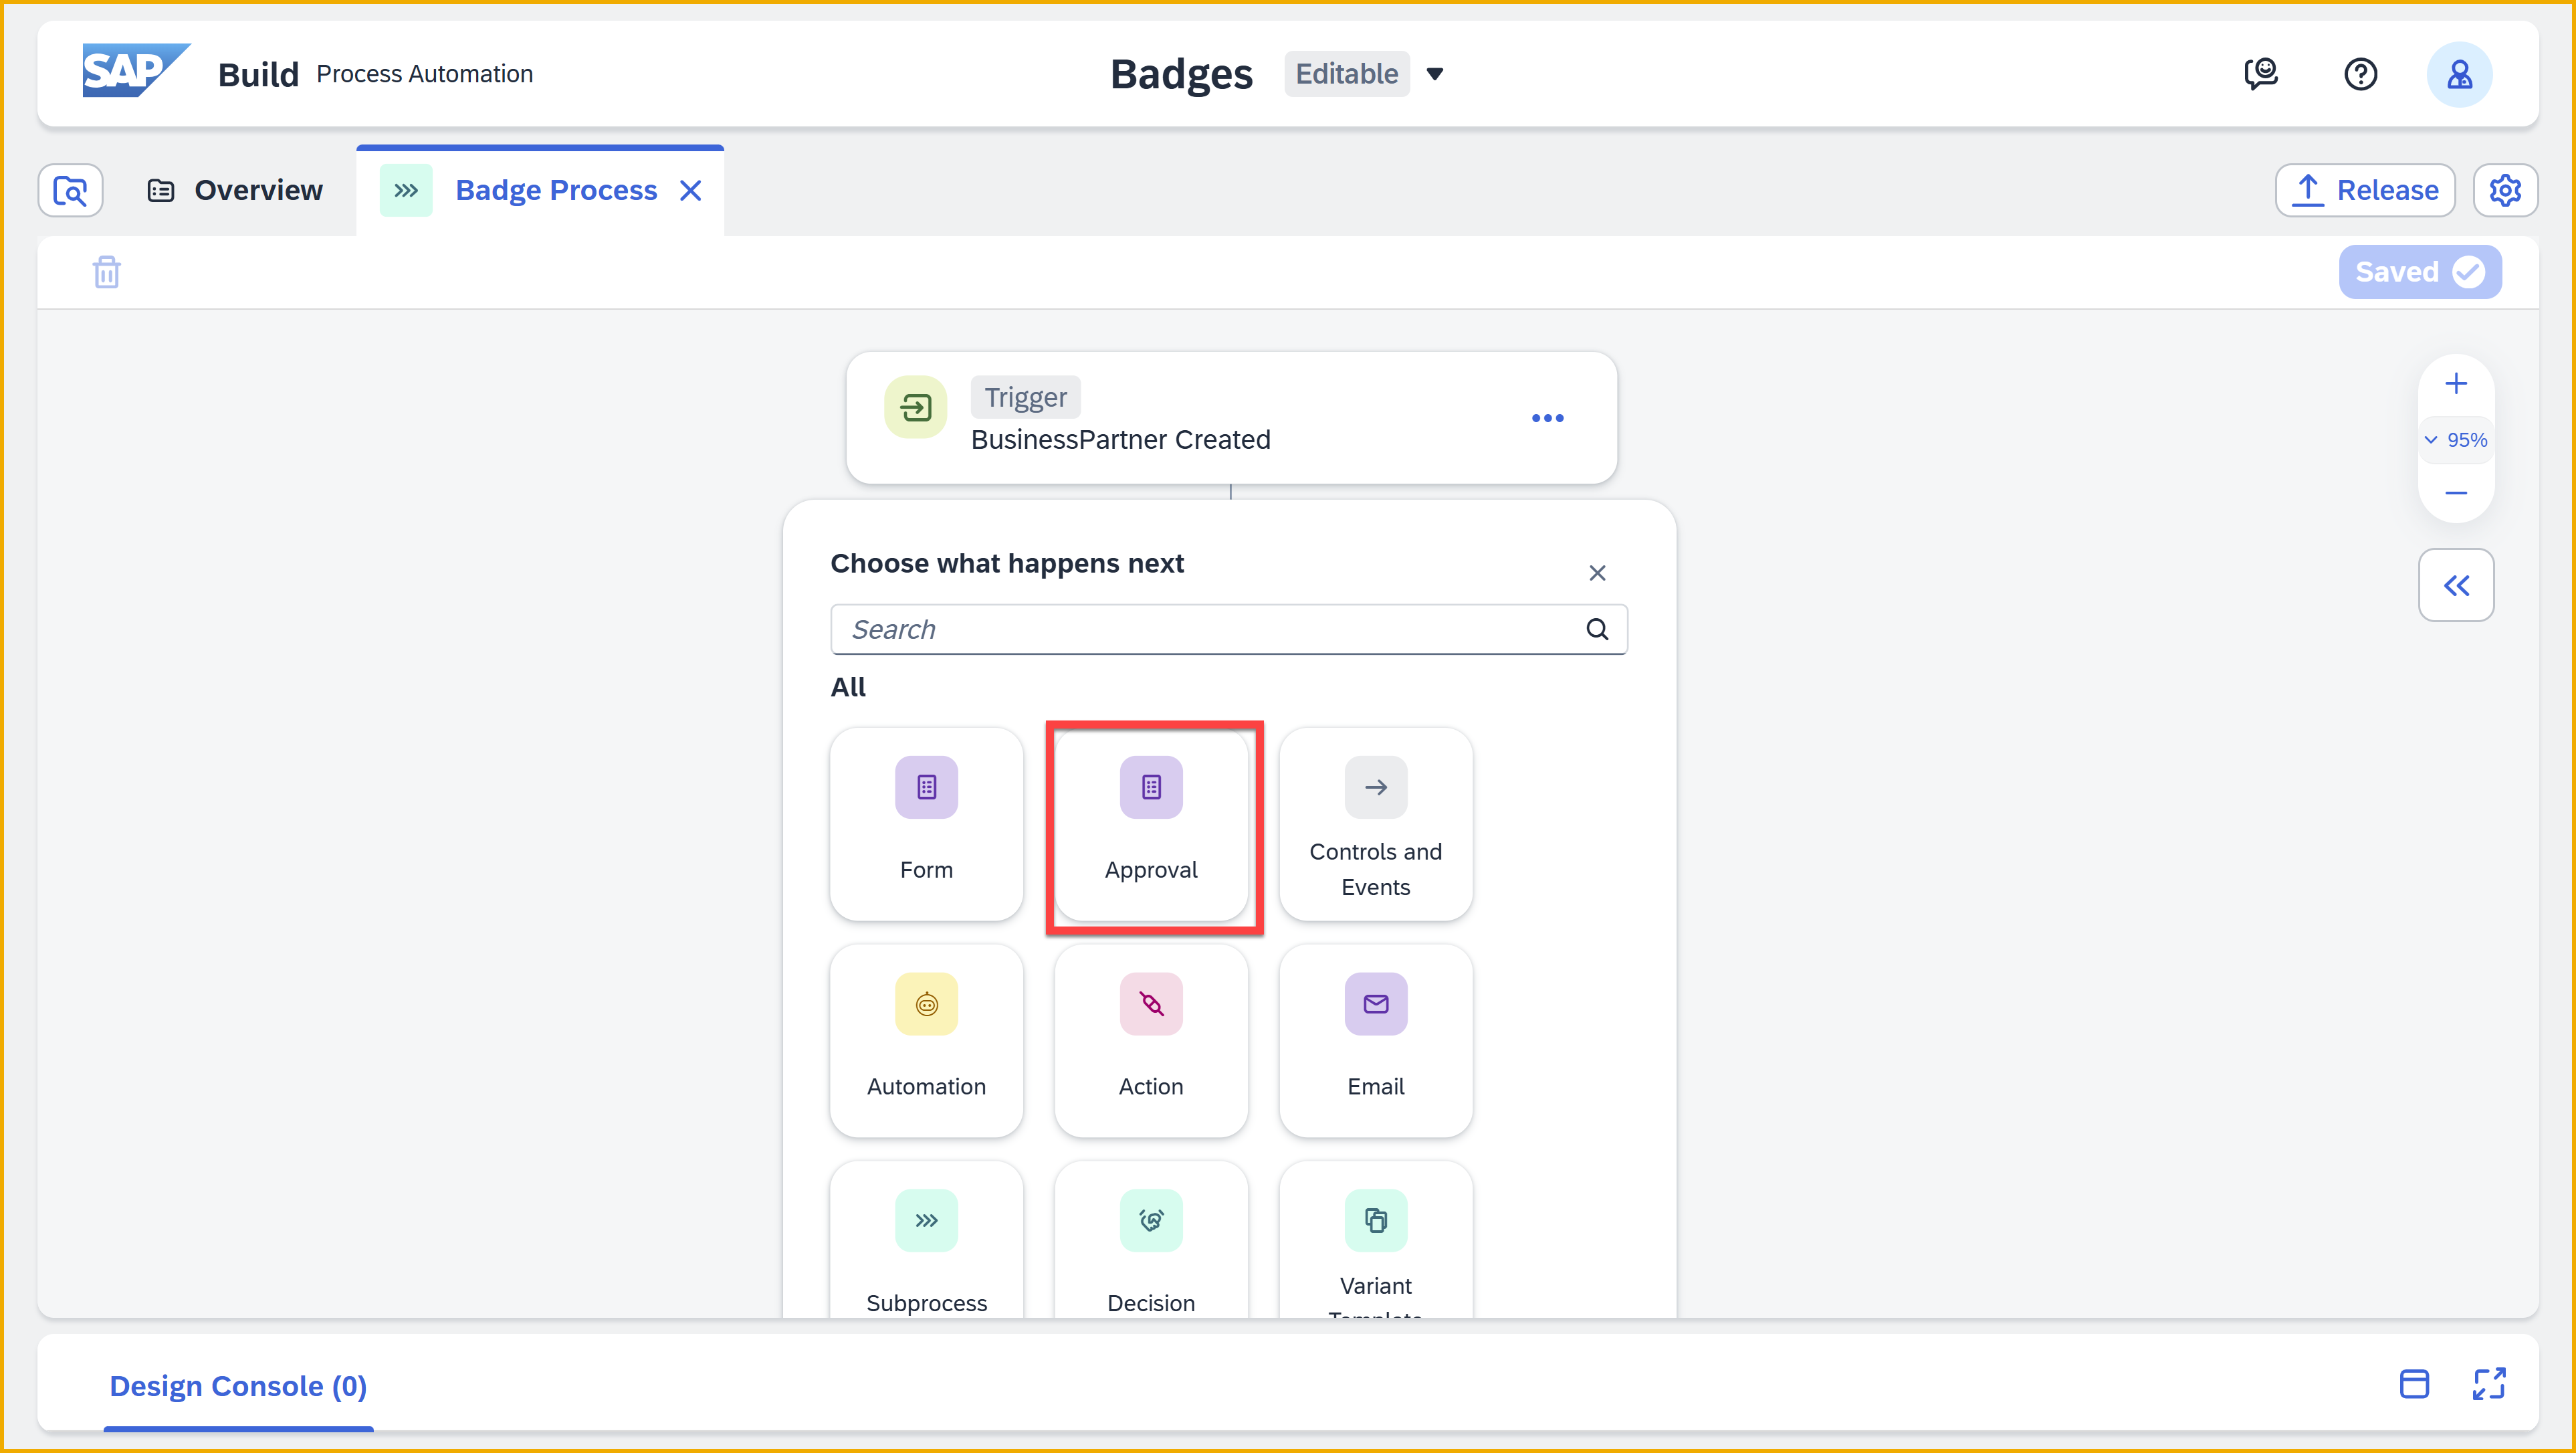 SAP Build Process Automation
Badges Editable
Overview
Badge Process
Release
Saved
Trigger
BusinessPartner Created
95%
Choose what happens next
Search
All
Form
Approval
Controls and
Events
Automation
Action
Email
Subprocess
Decision
Variant
Design Console (0)